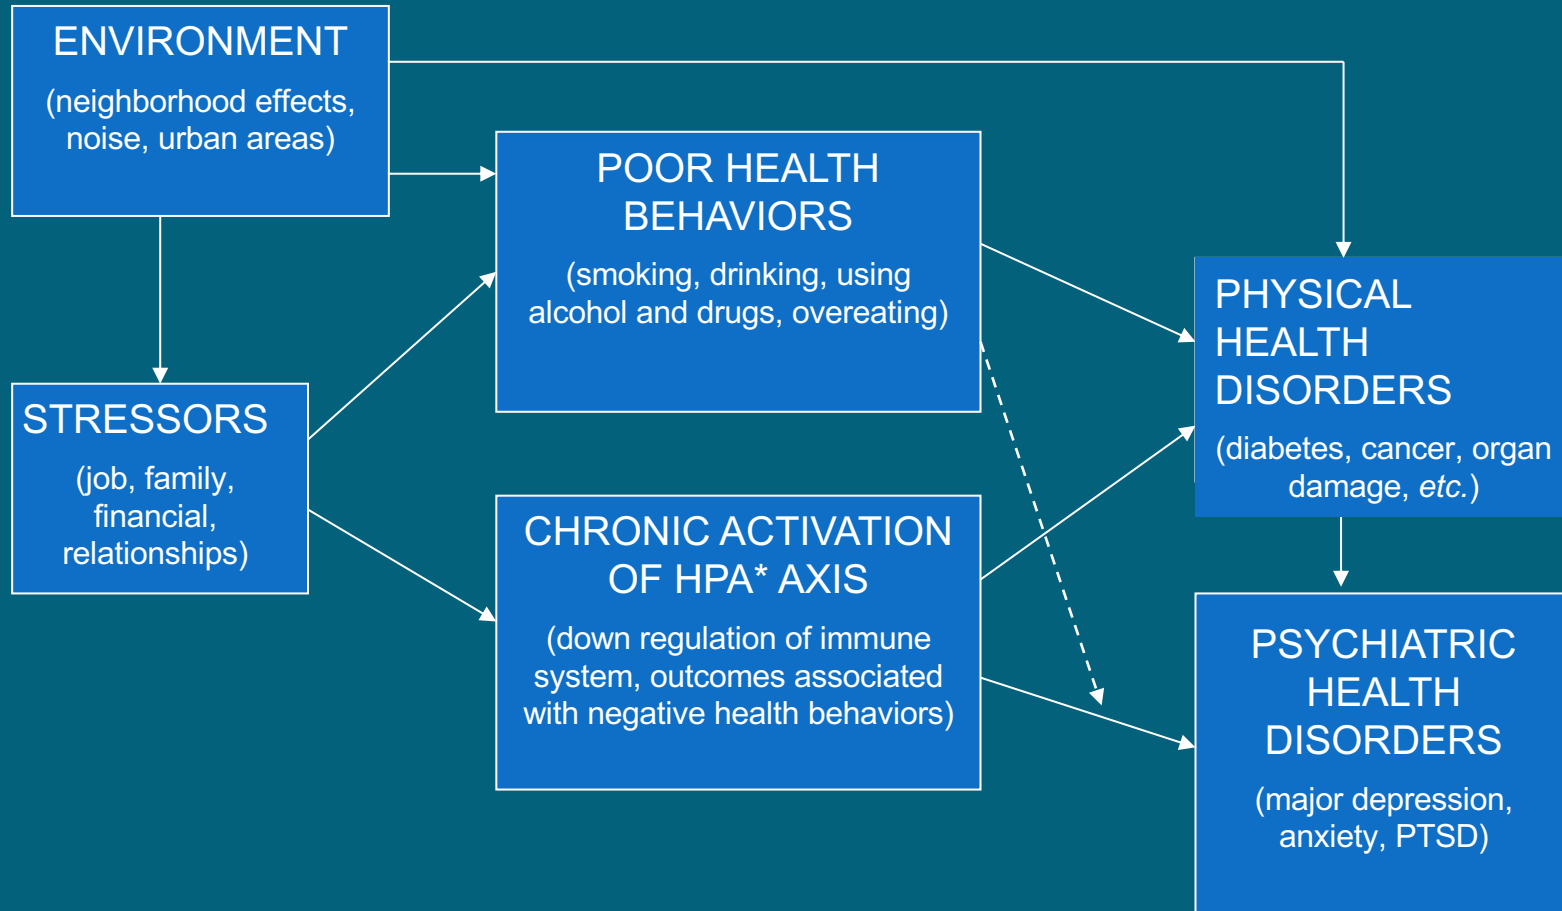 ENVIRONMENT
(neighborhood effects,
noise, urban areas)
POOR HEALTH
BEHAVIORS
(smoking, drinking, using
alcohol and drugs, overeating)
STRESSORS
(job, family,
financial,
relationships)
CHRONIC ACTIVATION
OF HPA* AXIS
(down regulation of immune
system, outcomes associated
with negative health behaviors)
PHYSICAL
HEALTH
DISORDERS
(diabetes, cancer, organ
damage, etc.)
PSYCHIATRIC
HEALTH
DISORDERS
(major depression,
anxiety, PTSD)